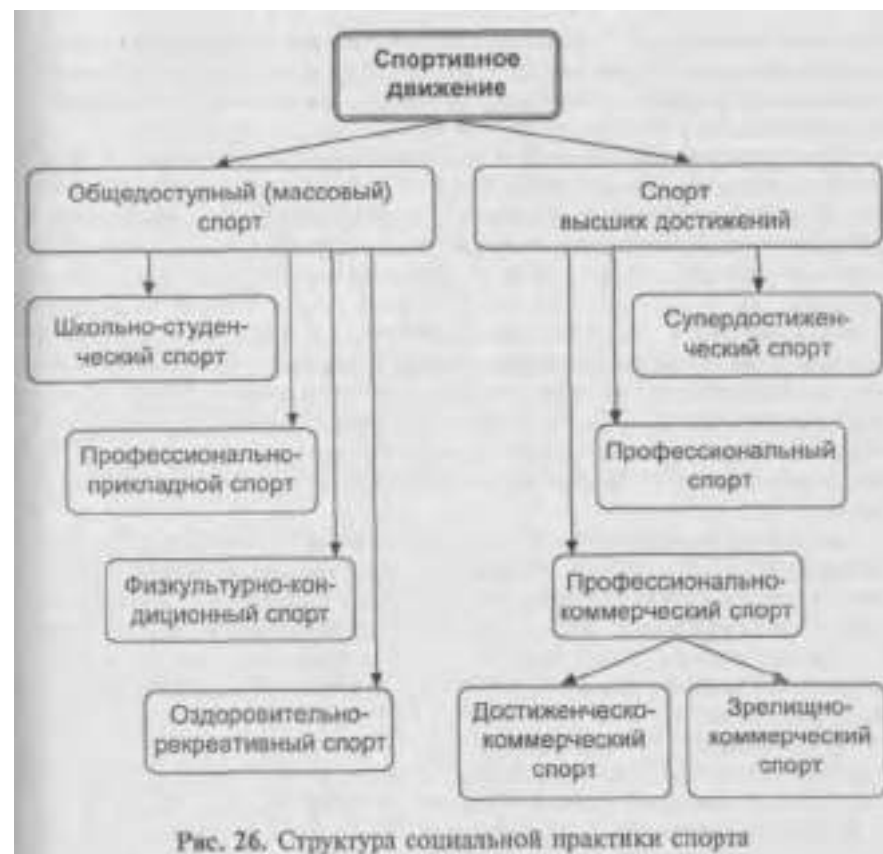 Спортивное
движение
Общедоступный (массовый)
спорт
Спорт
высших достижений
Школьно-студен-
ческий спорт
Супердостижен-
ческий спорт
Профессионально-
прикладной спорт
Профессиональный
спорт
Физкультурно-кон-
диционный спорт
Профессионально-
коммерческий спорт
Оздоровительно-
рекреативный спорт
Достиженческо-
коммерческий
спорт
Зрелищно-
коммерческий
спорт
Рис. 26. Структура социальной практики спорта